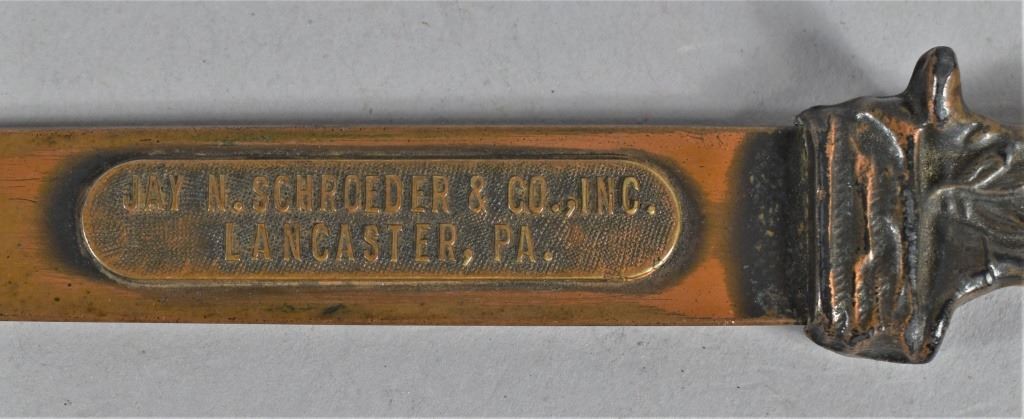 JAY N. SCHROEDER & CO., INC.
LANCASTER, PA.